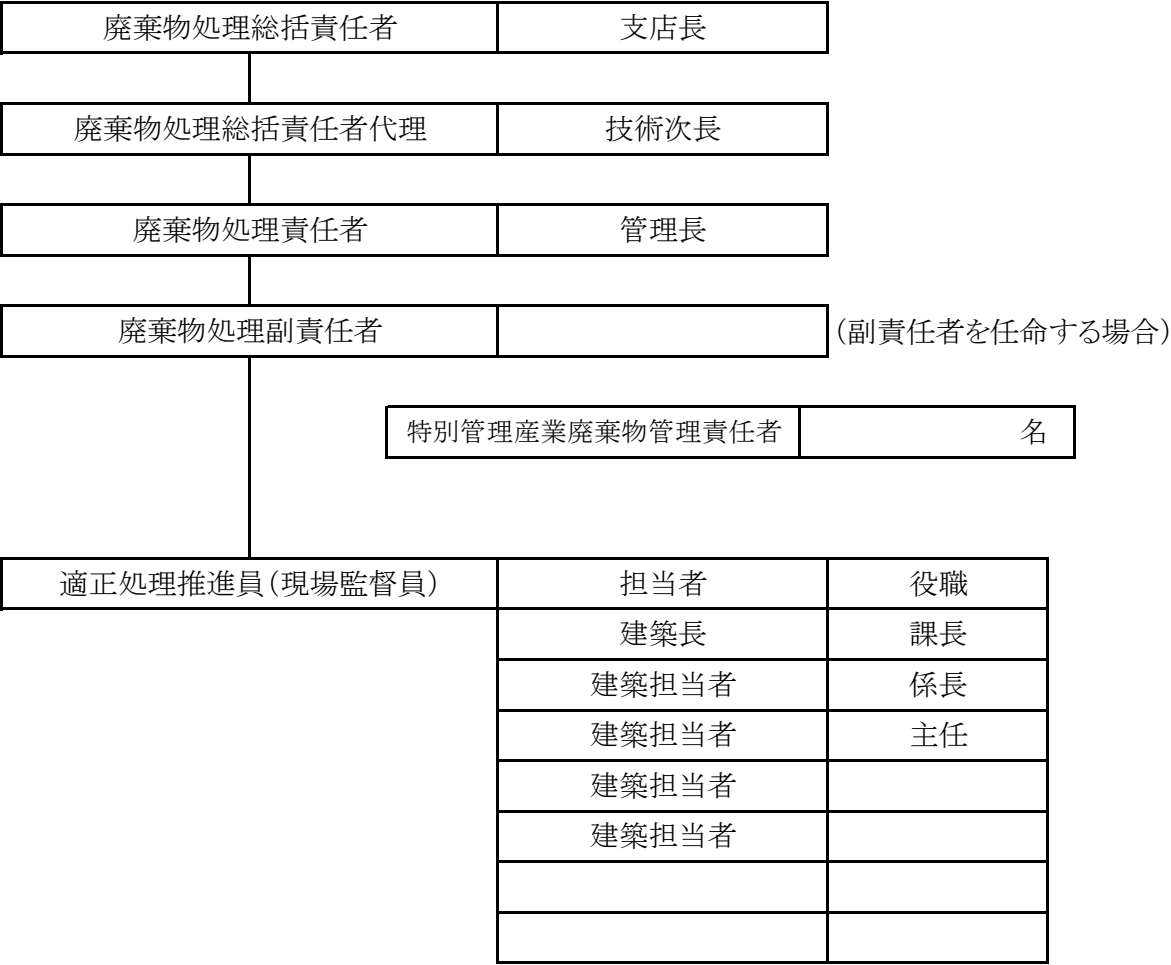 廃棄物処理総括責任者 支店長
廃棄物処理総括責任者代理 技術次長
廃棄物処理責任者 管理長
廃棄物処理副責任者 (副責任者を任命する場合)
特別管理産業廃棄物管理責任者 名
適正処理推進員(現場監督員) 担当者 役職
建築長 課長
建築担当者 係長
建築担当者 主任
建築担当者
建築担当者